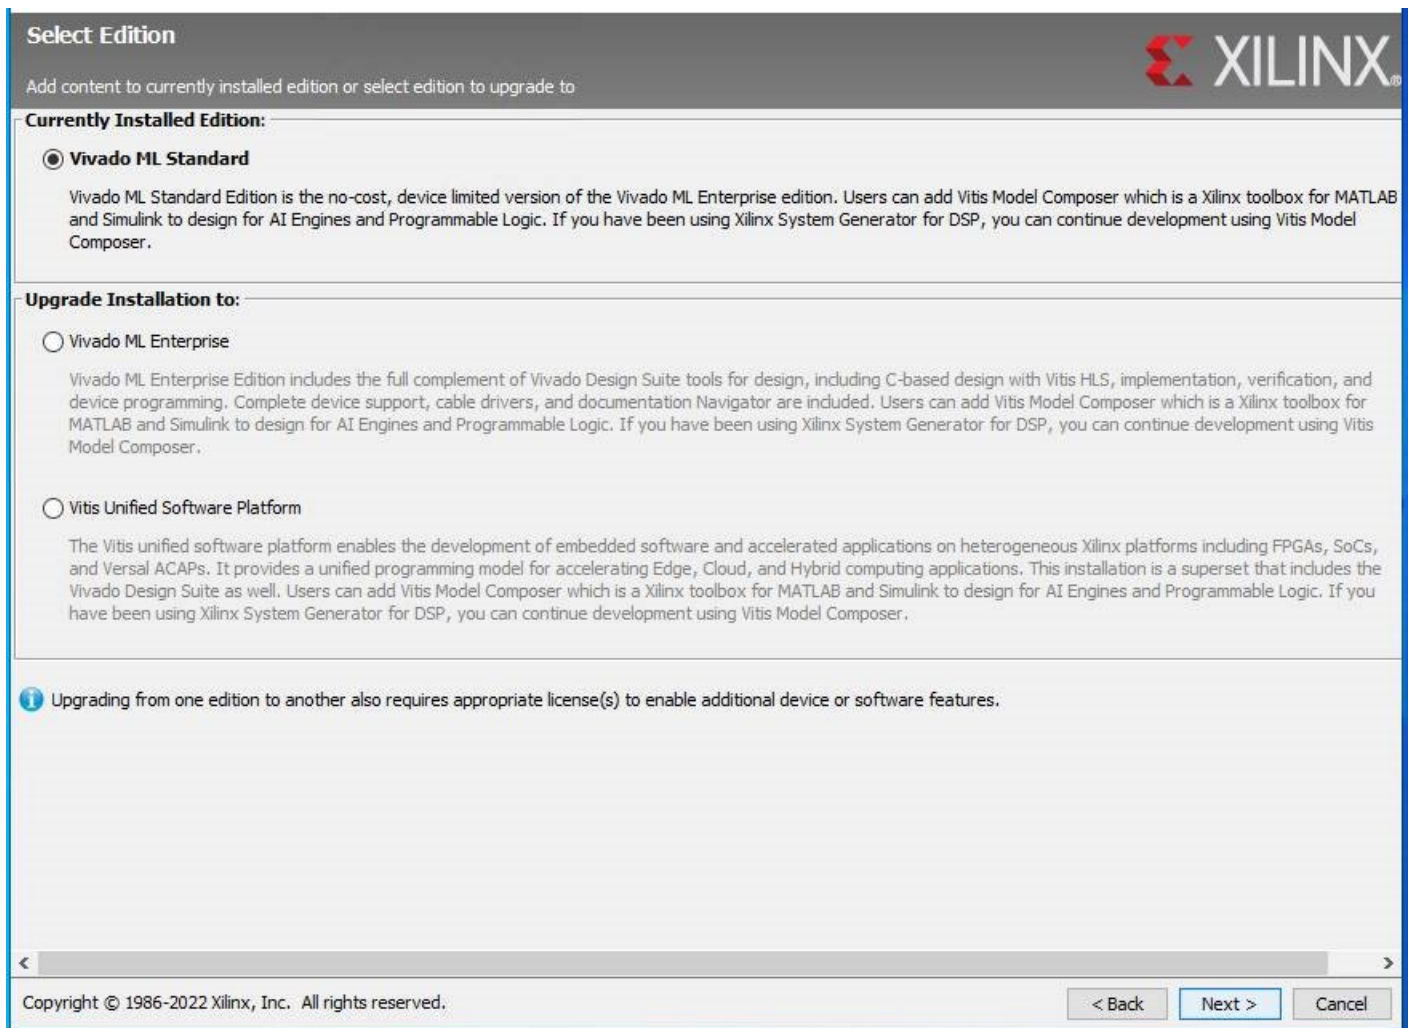 Select Edition
XILINX®
Add content to currently installed edition or select edition to upgrade to
Currently Installed Edition:
Vivado ML Standard
Vivado ML Standard Edition is the no-cost, device limited version of the Vivado ML Enterprise edition. Users can add Vitis Model Composer which is a Xilinx toolbox for MATLAB
and Simulink to design for AI Engines and Programmable Logic. If you have been using Xilinx System Generator for DSP, you can continue development using Vitis Model
Composer.
Upgrade Installation to:
Vivado ML Enterprise
Vivado ML Enterprise Edition includes the full complement of Vivado Design Suite tools for design, including C-based design with Vitis HLS, implementation, verification, and
device programming. Complete device support, cable drivers, and documentation Navigator are included. Users can add Vitis Model Composer which is a Xilinx toolbox for
MATLAB and Simulink to design for AI Engines and Programmable Logic. If you have been using Xilinx System Generator for DSP, you can continue development using Vitis
Model Composer.
Vitis Unified Software Platform
The Vitis unified software platform enables the development of embedded software and accelerated applications on heterogeneous Xilinx platforms including FPGAs, SoCs,
and Versal ACAPs. It provides a unified programming model for accelerating Edge, Cloud, and Hybrid computing applications. This installation is a superset that includes the
Vivado Design Suite as well. Users can add Vitis Model Composer which is a Xilinx toolbox for MATLAB and Simulink to design for AI Engines and Programmable Logic. If you
have been using Xilinx System Generator for DSP, you can continue development using Vitis Model Composer.
Upgrading from one edition to another also requires appropriate license(s) to enable additional device or software features.
Copyright © 1986-2022 Xilinx, Inc. All rights reserved.
< Back
Next >
Cancel